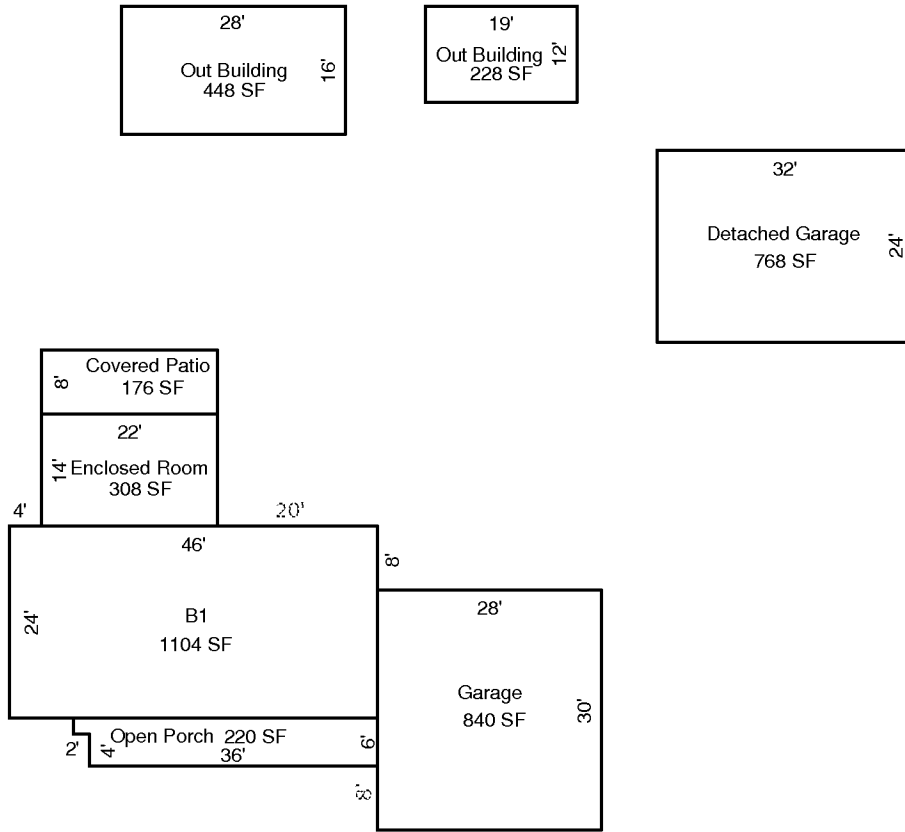 28'
Out Building
448 SF
16'
19'
Out Building
228 SF
12'
32'
Detached Garage
768 SF
24'
Covered Patio
176 SF
8'
22'
Enclosed Room
308 SF
14'
4'
20'
46'
8'
24'
B1
1104 SF
28'
Garage
840 SF
30'
Open Porch 220 SF
2'
4'
36'
6'
8'